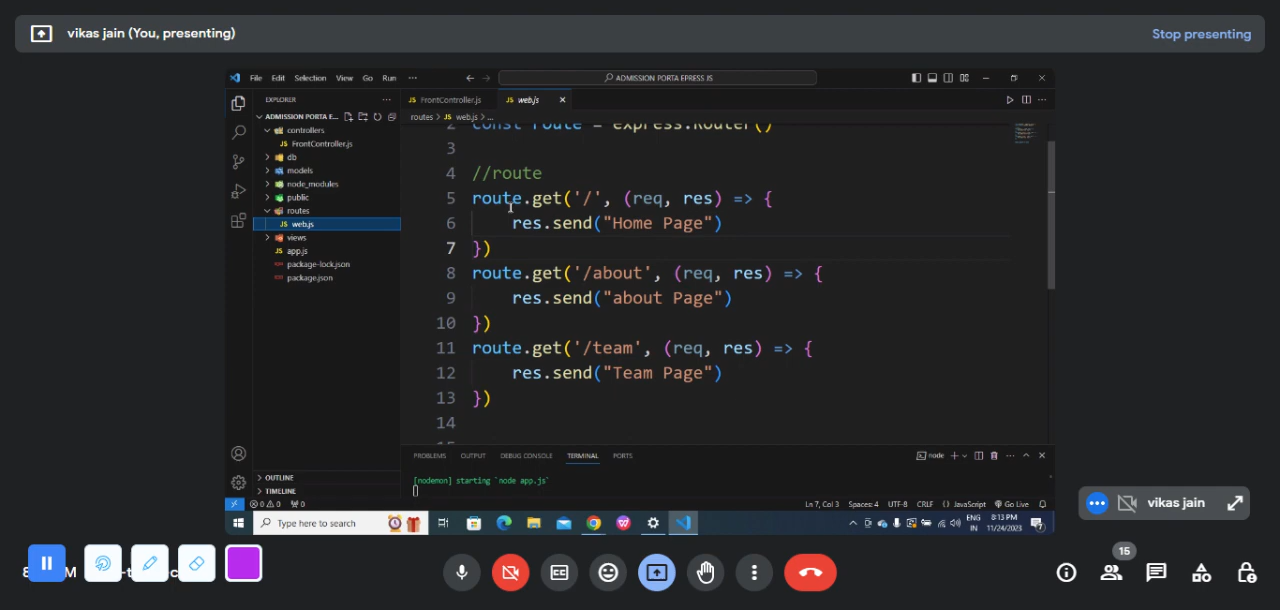 vikas jain (You, presenting)
Stop presenting
File Edit Selection View Go Run ···
ADMISSION PORTA EPRESS JS
EXPLORER
JS FrontController.js
JS web.js
ADMISSION PORTA E...
routes > JS web.js > ...
controllers
JS FrontController.js
db
models
node_modules
public
routes
JS web.js
views
JS app.js
package-lock.json
package.json
2 const route = express.Router()
3
4 //route
5 route.get('/', (req, res) => {
6 res.send("Home Page")
7 })
8 route.get('/about', (req, res) => {
9 res.send("about Page")
10 })
11 route.get('/team', (req, res) => {
12 res.send("Team Page")
13 })
14
PROBLEMS OUTPUT DEBUG CONSOLE TERMINAL PORTS
node
[nodemon] starting `node app.js`
OUTLINE
TIMELINE
0 0 0
Ln 7, Col 3 Spaces: 4 UTF-8 CRLF {} JavaScript Go Live
Type here to search
ENG
IN
8:13 PM
11/24/2023
vikas jain
15